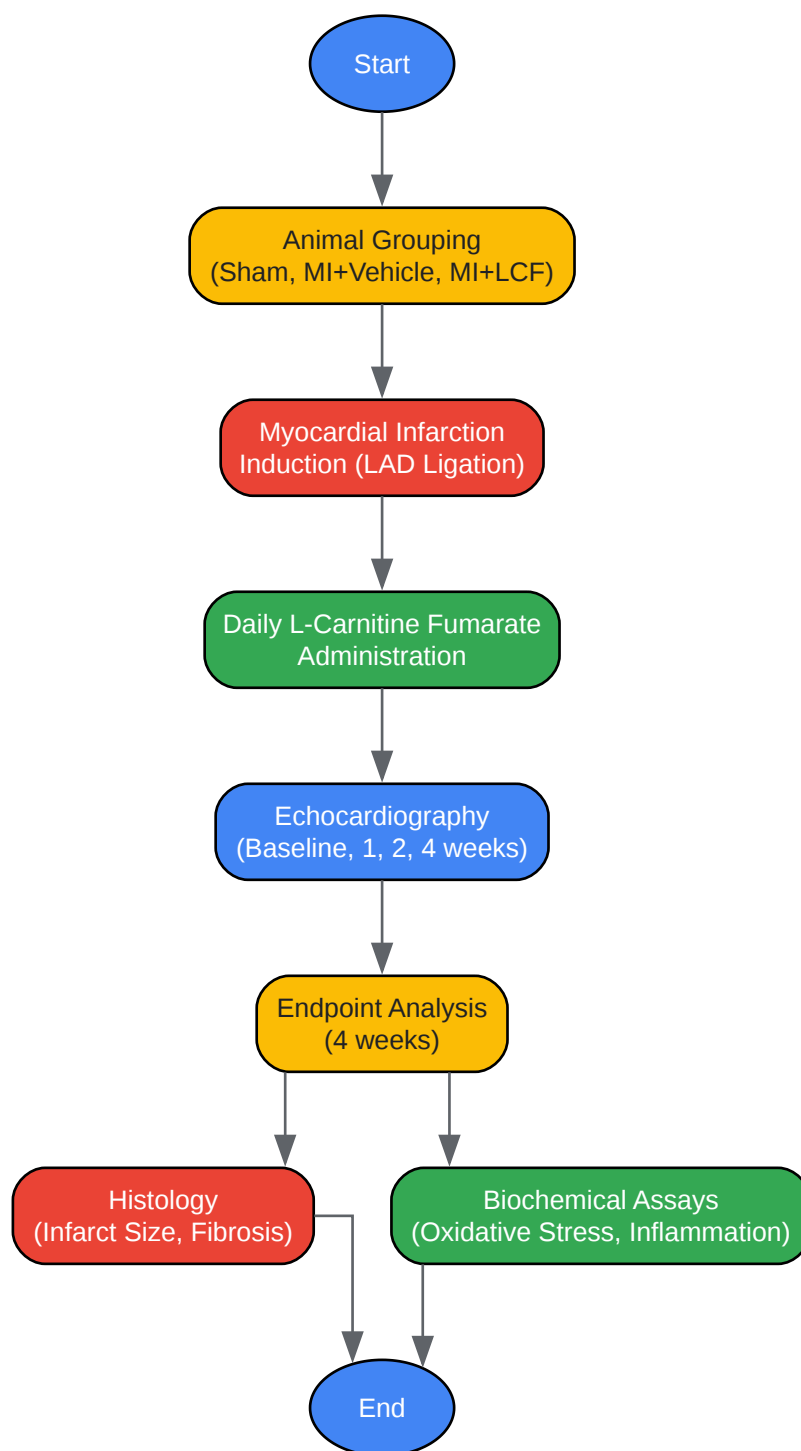 Start
Animal Grouping
(Sham, MI+Vehicle, MI+LCF)
Myocardial Infarction
Induction (LAD Ligation)
Daily L-Carnitine Fumarate
Administration
Echocardiography
(Baseline, 1, 2, 4 weeks)
Endpoint Analysis
(4 weeks)
Histology
(Infarct Size, Fibrosis)
Biochemical Assays
(Oxidative Stress, Inflammation)
End